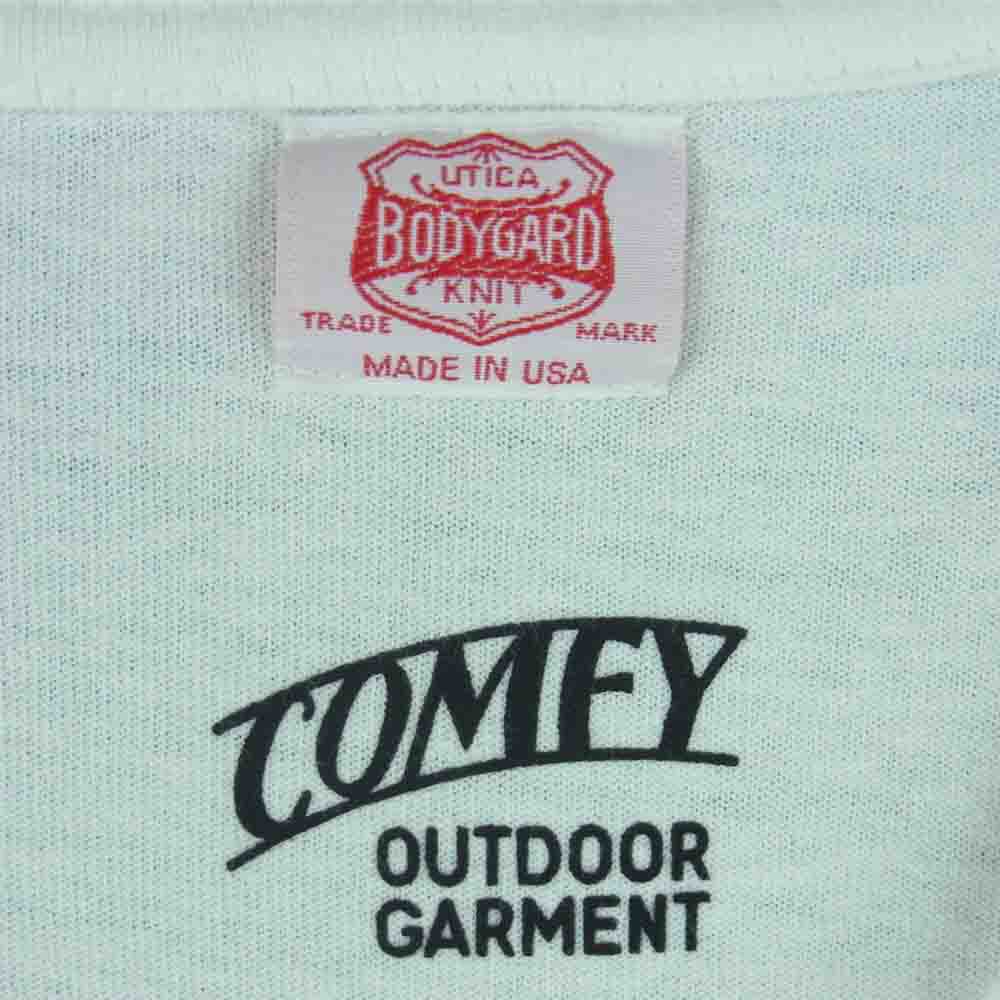 UTICA
BODYGARD
KNIT
TRADE MARK
MADE IN USA
COMFY
OUTDOOR
GARMENT